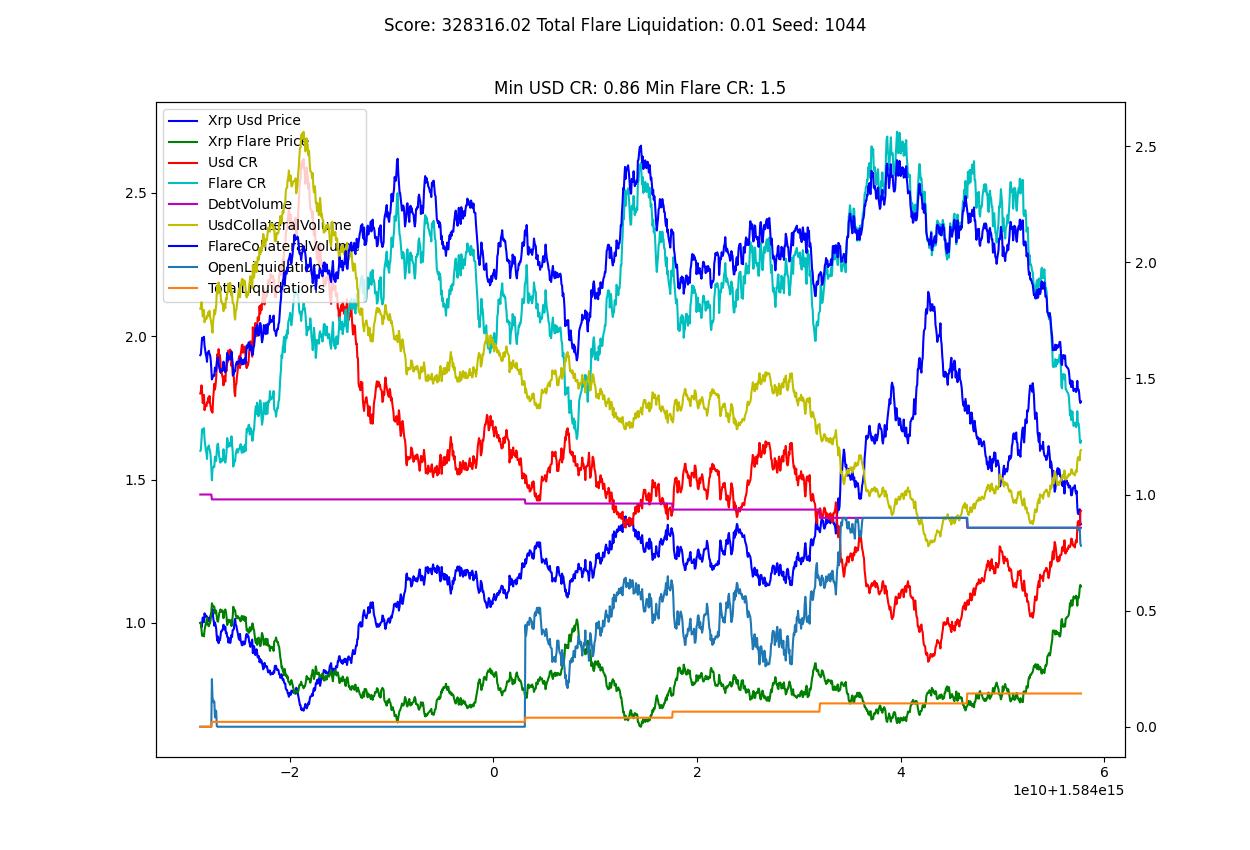 Score: 328316.02 Total Flare Liquidation: 0.01 Seed: 1044
Min USD CR: 0.86 Min Flare CR: 1.5
Xrp Usd Price
Xrp Flare Price
Usd CR
Flare CR
DebtVolume
UsdCollateralVolume
FlareCollateralVolume
OpenLiquidations
TotalLiquidations
2.5
2.0
1.5
1.0
2.5
2.0
1.5
1.0
0.5
0.0
−2
0
2
4
6
1e10+1.584e15